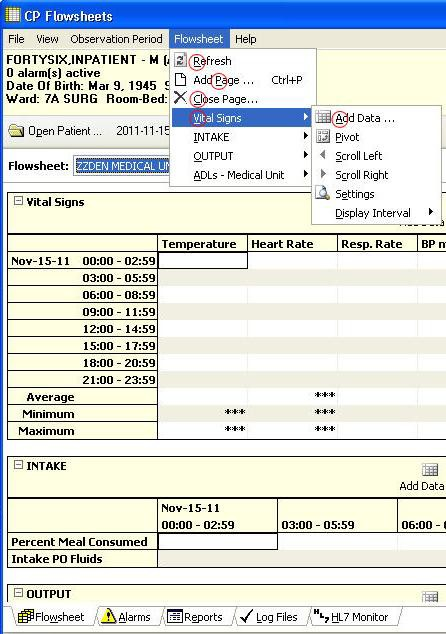 CP Flowsheets
File View Observation Period Flowsheet Help
FORTYSIX,INPATIENT - M (A
0 alarm(s) active
Date Of Birth: Mar 9, 1945 S
Ward: 7A SURG Room-Bed:
Refresh
Add Page ... Ctrl+P
Close Page...
Vital Signs
INTAKE
OUTPUT
ADLs - Medical Unit
Add Data ...
Pivot
Scroll Left
Scroll Right
Settings
Display Interval
Open Patient ... 2011-11-15
Flowsheet: ZZDEN MEDICAL UN
Vital Signs
Temperature Heart Rate Resp. Rate BP m
Nov-15-11 00:00 - 02:59
03:00 - 05:59
06:00 - 08:59
09:00 - 11:59
12:00 - 14:59
15:00 - 17:59
18:00 - 20:59
21:00 - 23:59
Average ***
Minimum *** ***
Maximum *** ***
INTAKE
Add Data
Nov-15-11
00:00 - 02:59 03:00 - 05:59 06:00 -
Percent Meal Consumed
Intake PO Fluids
OUTPUT
Flowsheet Alarms Reports Log Files HL7 Monitor